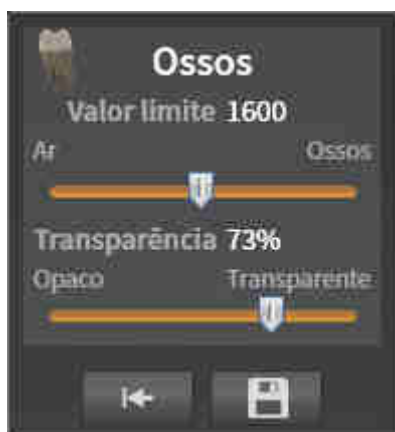 Ossos
Valor limite 1600
Ar Ossos
Transparência 73%
Opaco Transparente